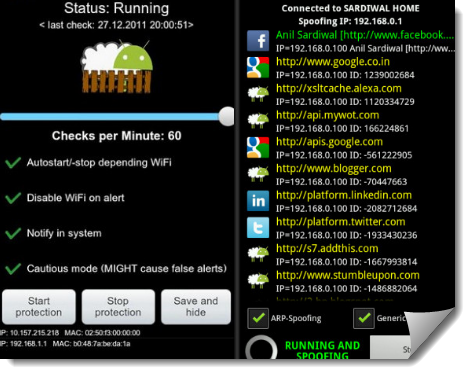 Status: Running
< last check: 27.12.2011 20:00:51>
Checks per Minute: 60
Autostart/-stop depending WiFi
Disable WiFi on alert
Notify in system
Cautious mode (MIGHT cause false alerts)
Start protection
Stop protection
Save and hide
IP: 10.157.215.218 MAC: 02:50:f3:00:00:00
IP: 192.168.1.1 MAC: b0:48:7a:be:da:1a
Connected to SARDIWAL HOME
Spoofing IP: 192.168.0.1
Anil Sardiwal [http://www.facebook....
IP=192.168.0.100 Anil Sardiwal [http://ww...
http://www.google.co.in
IP=192.168.0.100 ID: 1239002684
http://xsltcache.alexa.com
IP=192.168.0.100 ID: 1120334729
http://api.mywot.com
IP=192.168.0.100 ID: 166224861
http://apis.google.com
IP=192.168.0.100 ID: -561222905
http://www.blogger.com
IP=192.168.0.100 ID: -70447663
http://platform.linkedin.com
IP=192.168.0.100 ID: -2082712684
http://platform.twitter.com
IP=192.168.0.100 ID: -1933430236
http://s7.addthis.com
IP=192.168.0.100 ID: -1667993814
http://www.stumbleupon.com
IP=192.168.0.100 ID: -1486882064
ARP-Spoofing
Generic
RUNNING AND
SPOOFING